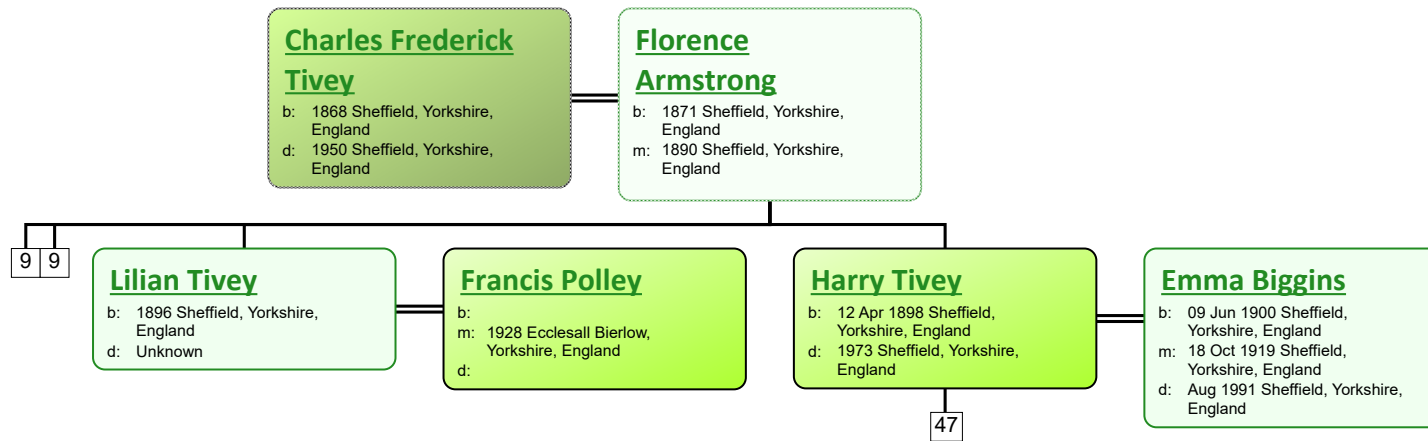 Charles Frederick
Tivey
b: 1868 Sheffield, Yorkshire,
England
d: 1950 Sheffield, Yorkshire,
England
Florence
Armstrong
b: 1871 Sheffield, Yorkshire,
England
m: 1890 Sheffield, Yorkshire,
England
9 9
Lilian Tivey
b: 1896 Sheffield, Yorkshire,
England
d: Unknown
Francis Polley
b:
m: 1928 Ecclesall Bierlow,
Yorkshire, England
d:
Harry Tivey
b: 12 Apr 1898 Sheffield,
Yorkshire, England
d: 1973 Sheffield, Yorkshire,
England
Emma Biggins
b: 09 Jun 1900 Sheffield,
Yorkshire, England
m: 18 Oct 1919 Sheffield,
Yorkshire, England
d: Aug 1991 Sheffield, Yorkshire,
England
47